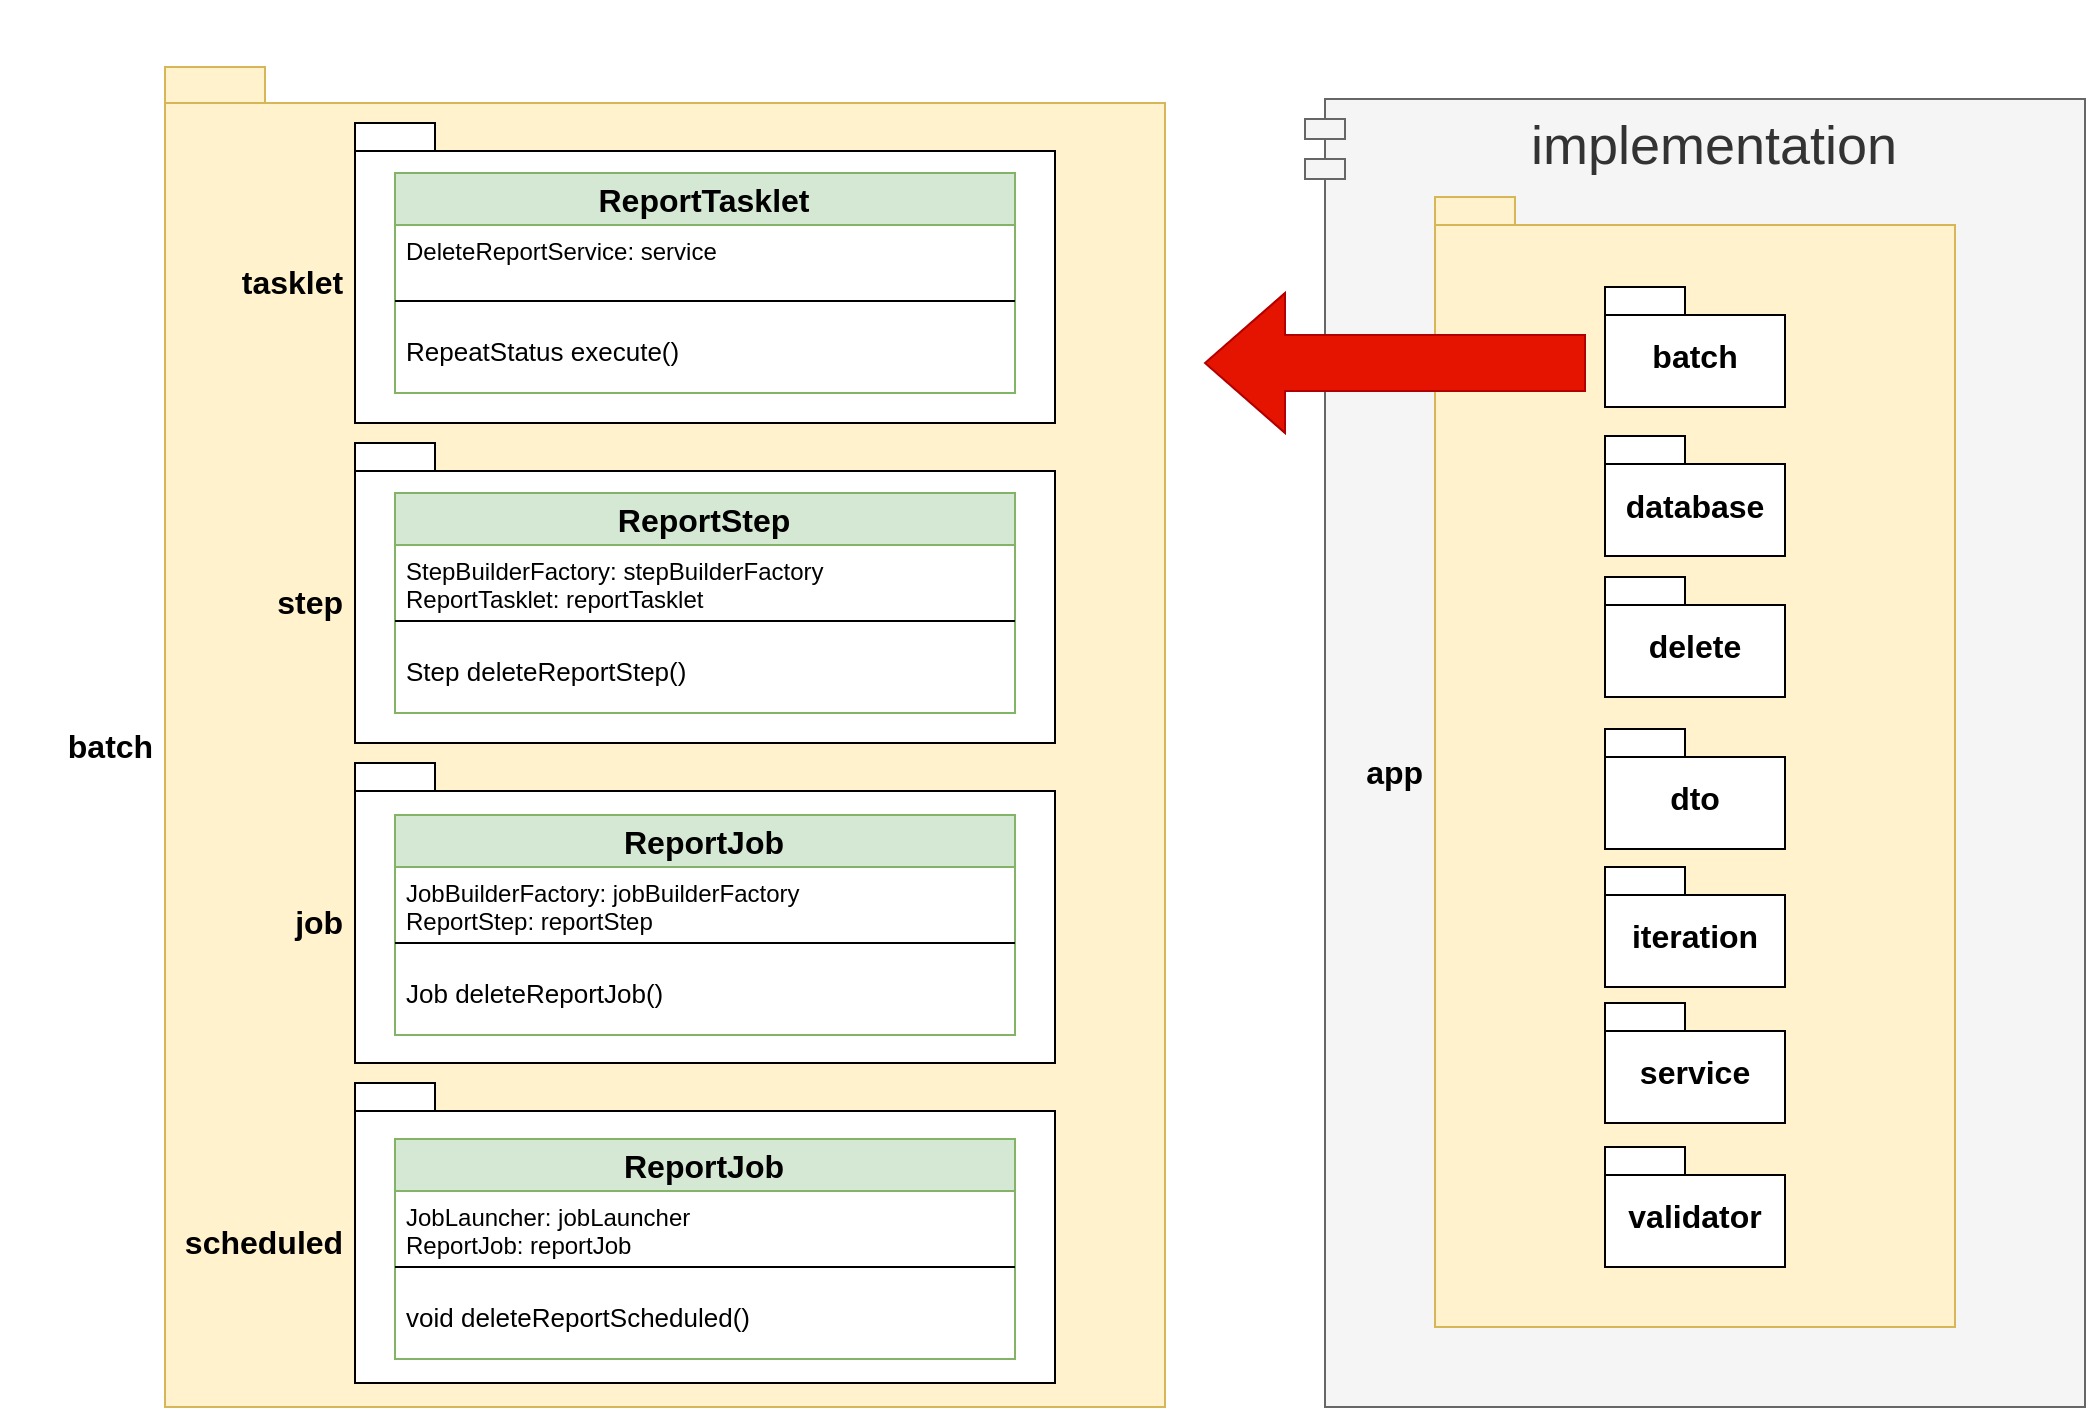 batch
tasklet
ReportTasklet
DeleteReportService: service
RepeatStatus execute()
step
ReportStep
StepBuilderFactory: stepBuilderFactory
ReportTasklet: reportTasklet
Step deleteReportStep()
job
ReportJob
JobBuilderFactory: jobBuilderFactory
ReportStep: reportStep
Job deleteReportJob()
scheduled
ReportJob
JobLauncher: jobLauncher
ReportJob: reportJob
void deleteReportScheduled()
implementation
app
batch
database
delete
dto
iteration
service
validator